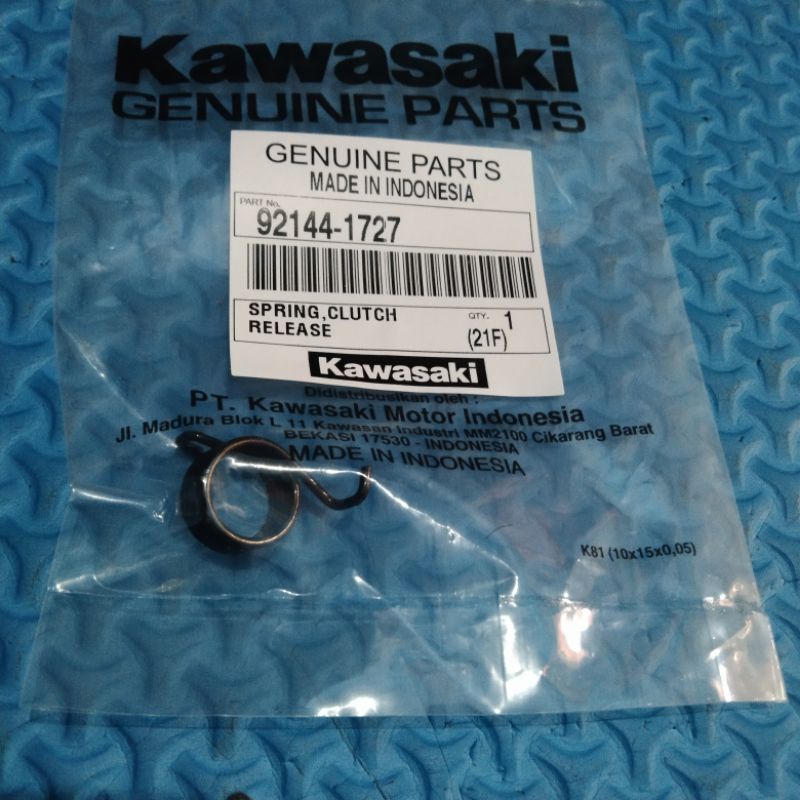 Kawasaki
GENUINE PARTS
GENUINE PARTS
MADE IN INDONESIA
PART No.
92144-1727
SPRING,CLUTCH QTY. 1
RELEASE (21F)
Kawasaki
Didistribusikan oleh :
PT. Kawasaki Motor Indonesia
Jl. Madura Blok L 11 Kawasan Industri MM2100 Cikarang Barat
BEKASI 17530 - INDONESIA
MADE IN INDONESIA
K81 (10x15x0,05)